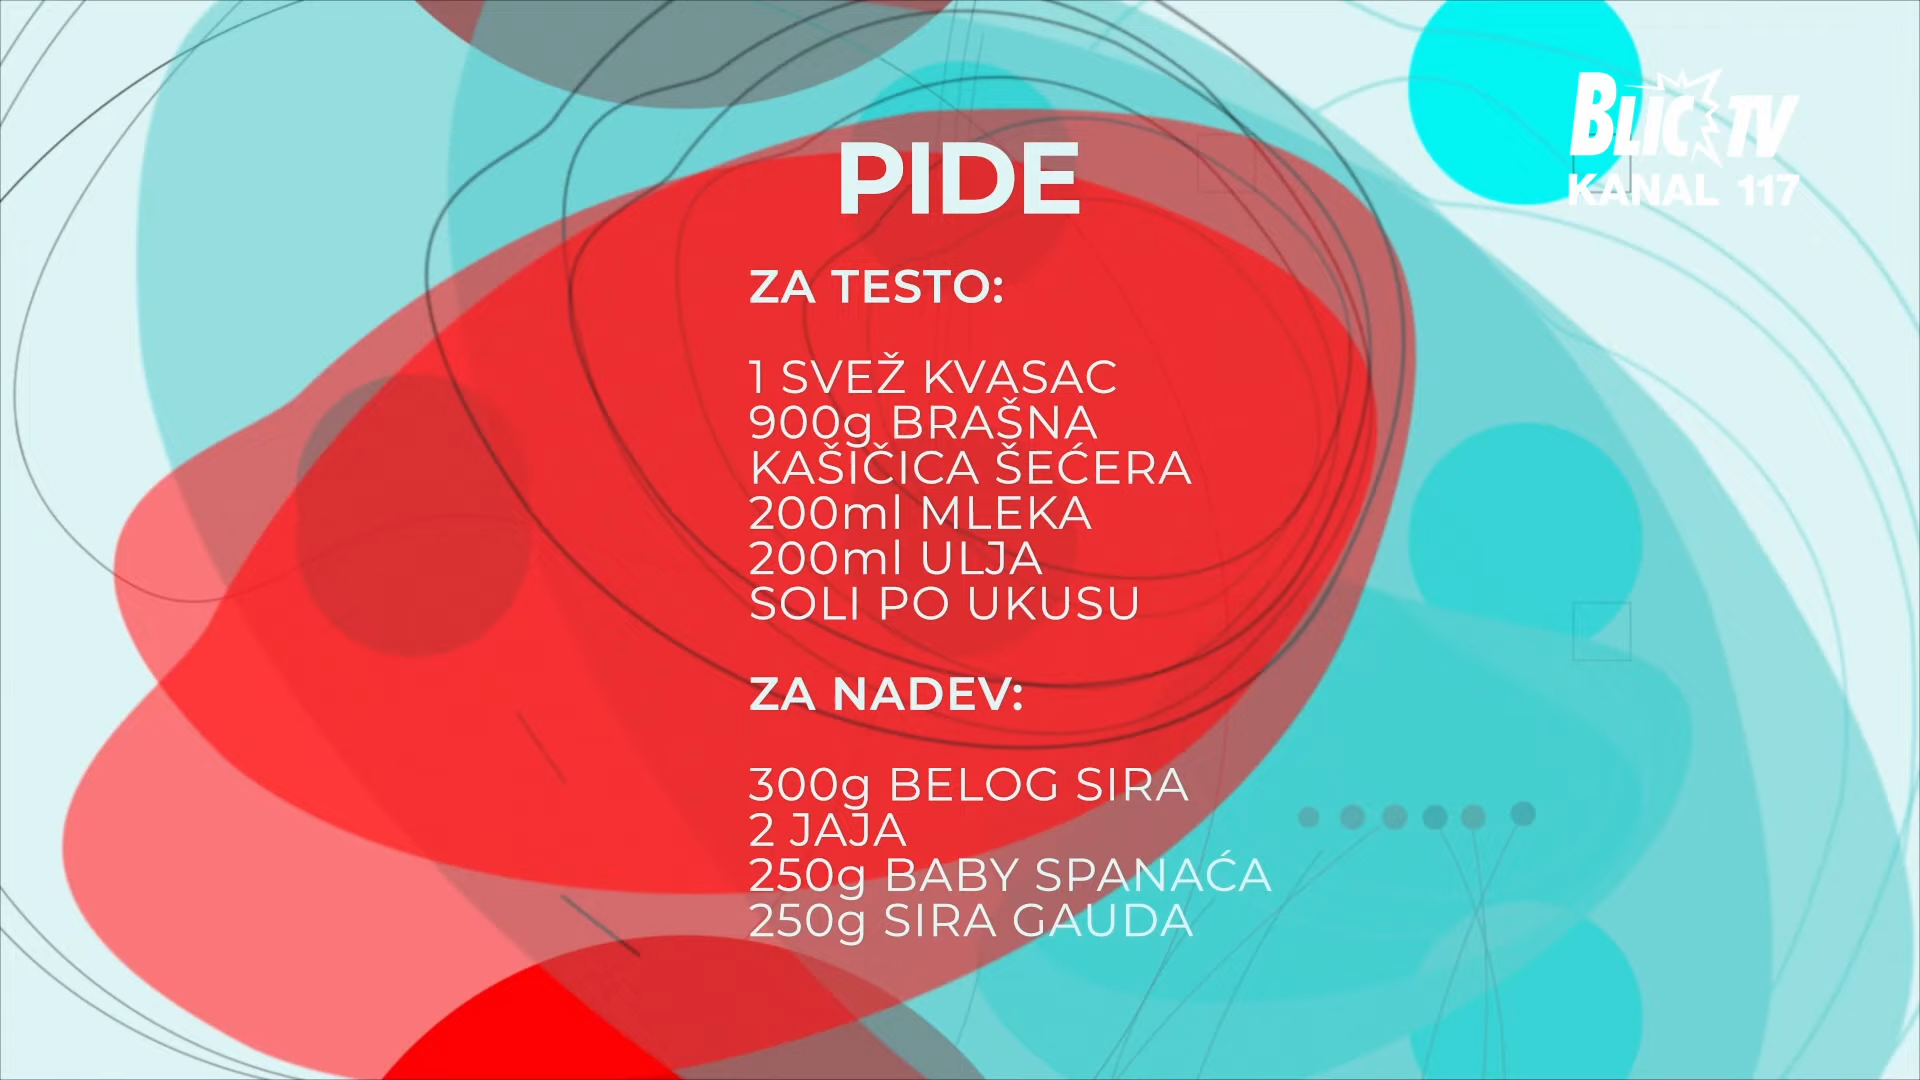 BLIC TV
KANAL 117
PIDE
ZA TESTO:
1 SVEŽ KVASAC
900g BRAŠNA
KAŠIČICA ŠEĆERA
200ml MLEKA
200ml ULJA
SOLI PO UKUSU
ZA NADEV:
300g BELOG SIRA
2 JAJA
250g BABY SPANAĆA
250g SIRA GAUDA